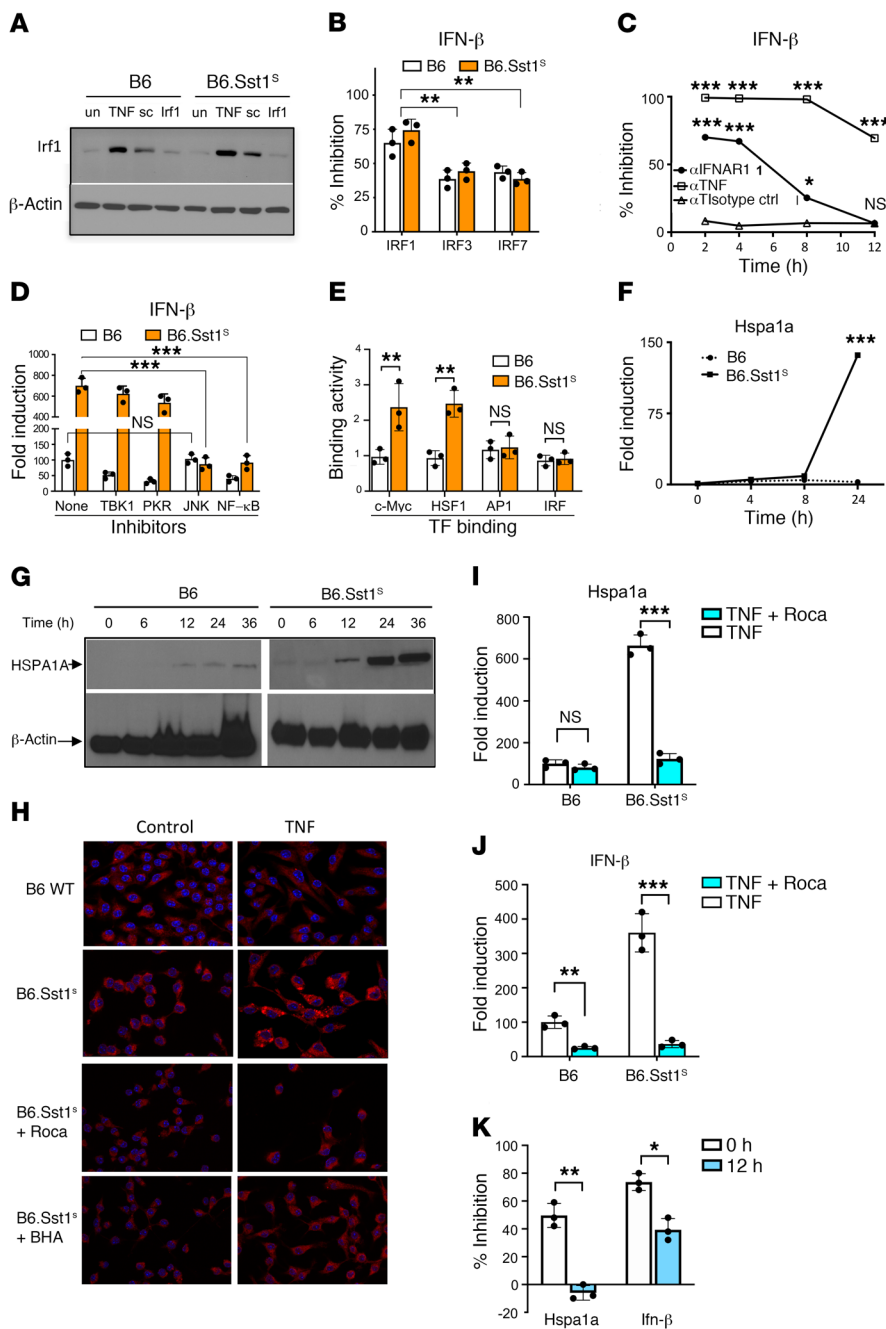 A
B6
B6.Sst1ˢ
un TNF sc Irf1
un TNF sc Irf1
Irf1
β-Actin
B
IFN-β
B6
B6.Sst1ˢ
**
**
% Inhibition
100
75
50
25
0
IRF1
IRF3
IRF7
C
IFN-β
*** *** *** ***
*** ***
*
NS
% Inhibition
100
50
0
αIFNAR1 1
αTNF
αTIsotype ctrl
0 2 4 6 8 10 12
Time (h)
D
IFN-β
B6
B6.Sst1ˢ
***
***
NS
Fold induction
1000
800
600
400
200
200
150
100
50
0
None TBK1 PKR JNK NF-κB
Inhibitors
E
B6
B6.Sst1ˢ
** **
NS NS
Binding activity
4
3
2
1
0
c-Myc HSF1 AP1 IRF
TF binding
F
Hspa1a
B6
B6.Sst1ˢ
***
Fold induction
150
75
0
0 4 8 24
Time (h)
G
B6
B6.Sst1ˢ
Time (h) 0 6 12 24 36 0 6 12 24 36
HSPA1A
β-Actin
H
Control TNF
B6 WT
B6.Sst1ˢ
B6.Sst1ˢ
+ Roca
B6.Sst1ˢ
+ BHA
I
Hspa1a
TNF + Roca
TNF
***
NS
Fold induction
800
600
400
200
0
B6 B6.Sst1ˢ
J
IFN-β
TNF + Roca
TNF
***
**
Fold induction
500
400
300
200
100
0
B6 B6.Sst1ˢ
K
0 h
12 h
**
*
% Inhibition
100
80
60
40
20
0
-20
Hspa1a Ifn-β